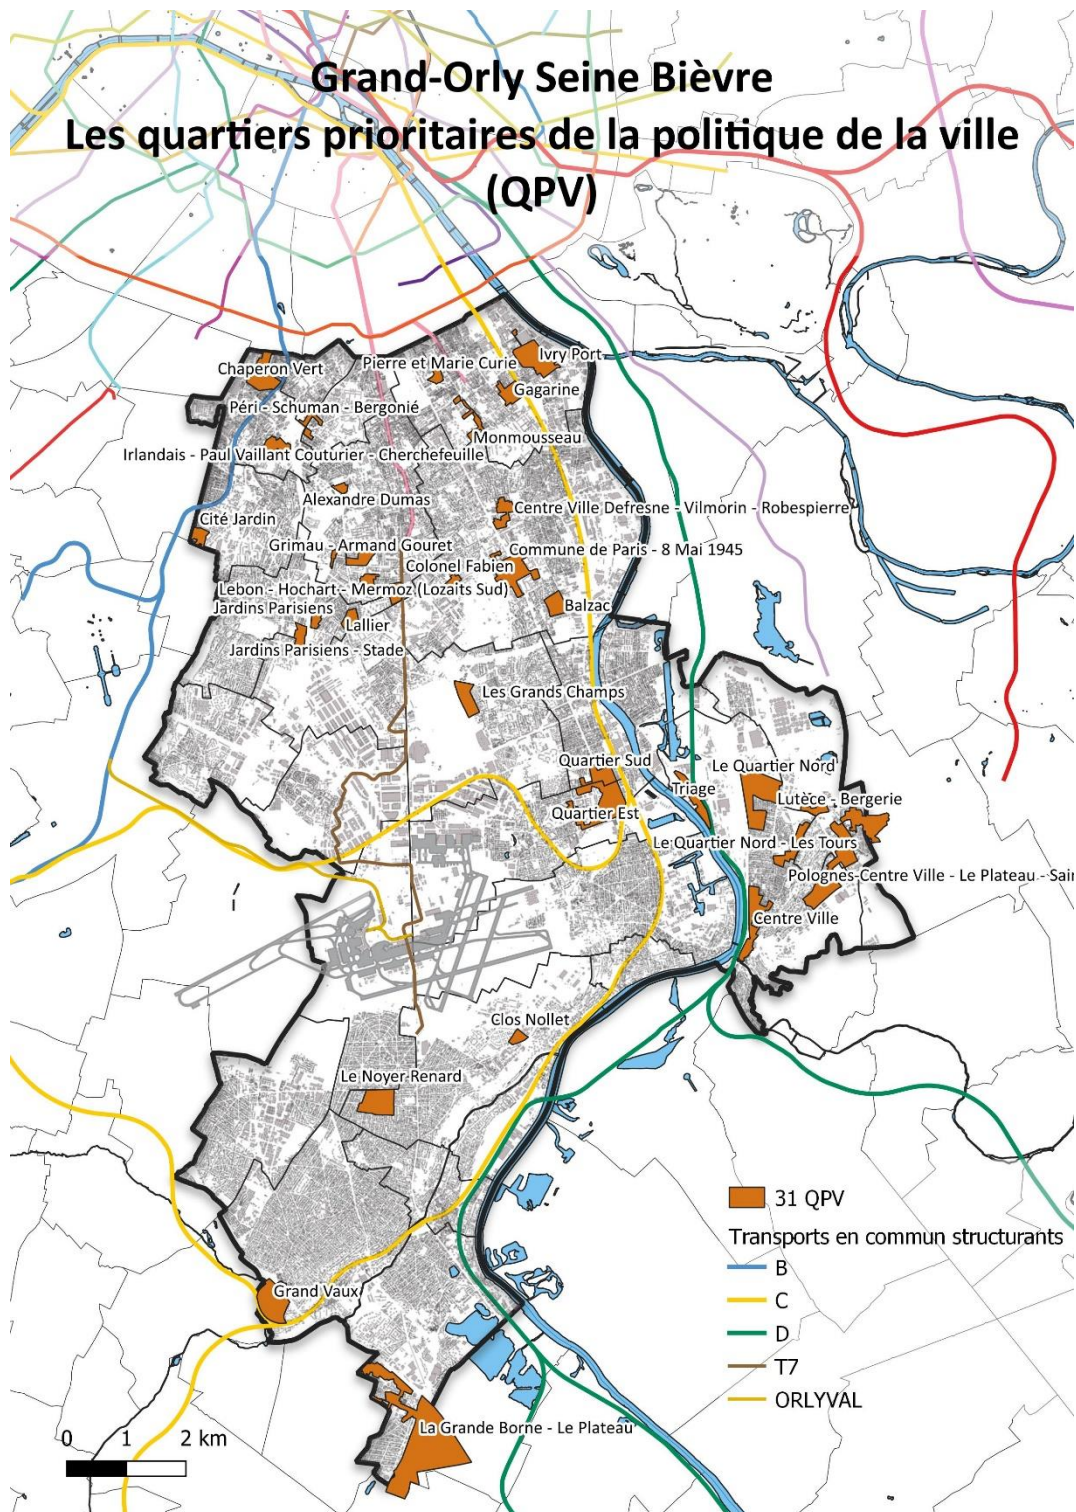 Grand-Orly Seine Bièvre
Les quartiers prioritaires de la politique de la ville
(QPV)
Ivry Port
Pierre et Marie Curie
Chaperon Vert
Gagarine
Péri - Schuman - Bergonié
Monmousseau
Irlandais - Paul Vaillant Couturier - Cherchefeuille
Alexandre Dumas
Centre Ville Defresne - Vilmorin - Robespierre
Cité Jardin
Grimau - Armand Gouret
Commune de Paris - 8 Mai 1945
Colonel Fabien
Lebon - Hochart - Mermoz (Lozaits Sud)
Jardins Parisiens
Balzac
Lallier
Jardins Parisiens - Stade
Les Grands Champs
Quartier Sud
Le Quartier Nord
Triage
Lutèce - Bergerie
Quartier Est
Le Quartier Nord - Les Tours
Polognes-Centre Ville - Le Plateau - Sain
Centre Ville
Clos Nollet
Le Noyer Renard
Grand Vaux
La Grande Borne - Le Plateau
31 QPV
Transports en commun structurants
B
C
D
T7
ORLYVAL
0 1 2 km